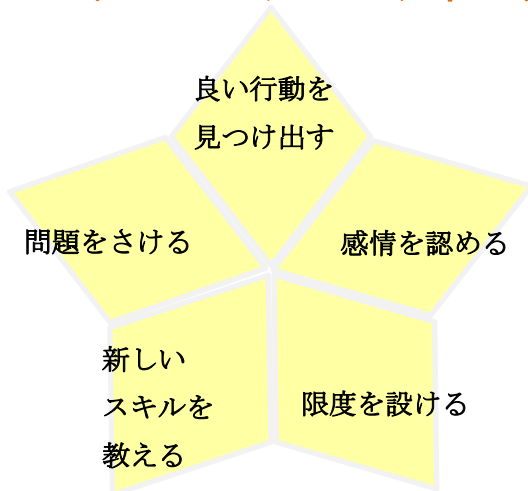 良い行動を
見つけ出す
問題をさける
感情を認める
新しい
スキルを
教える
限度を設ける